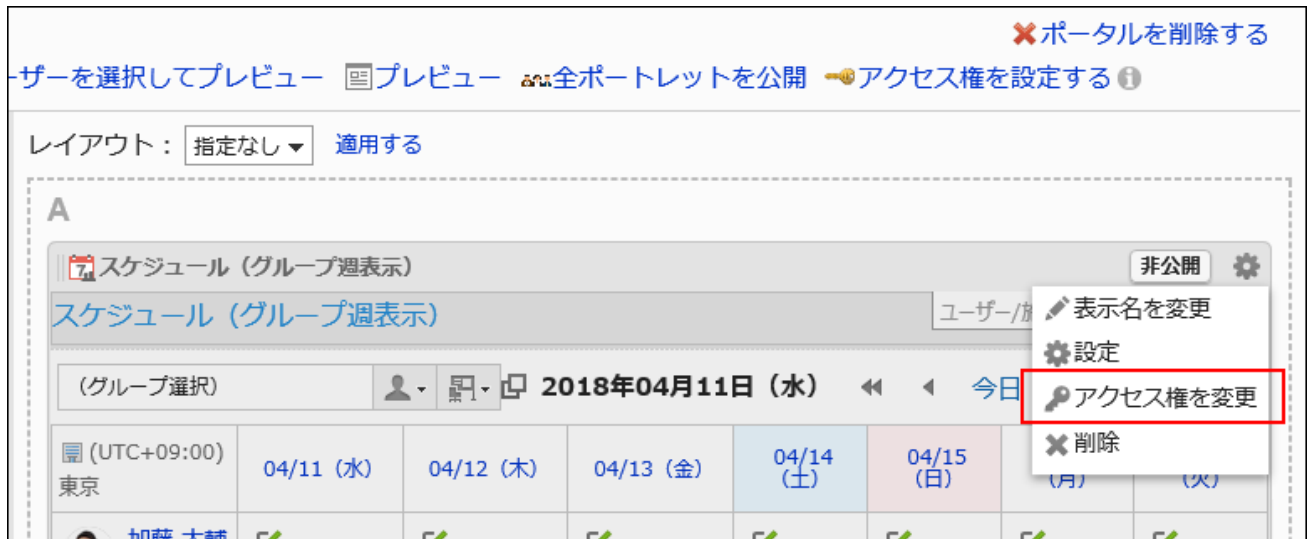 ポータルを削除する
ーザーを選択してプレビュー プレビュー 全ポートレットを公開 アクセス権を設定する
レイアウト： 指定なし 適用する
A
スケジュール（グループ週表示） 非公開
スケジュール（グループ週表示） ユーザー/施
表示名を変更
設定
アクセス権を変更
削除
（グループ選択） 2018年04月11日（水） 今日
(UTC+09:00) 東京
04/11（水） 04/12（木） 04/13（金） 04/14（土） 04/15（日） （月） （火）
加藤 大輔